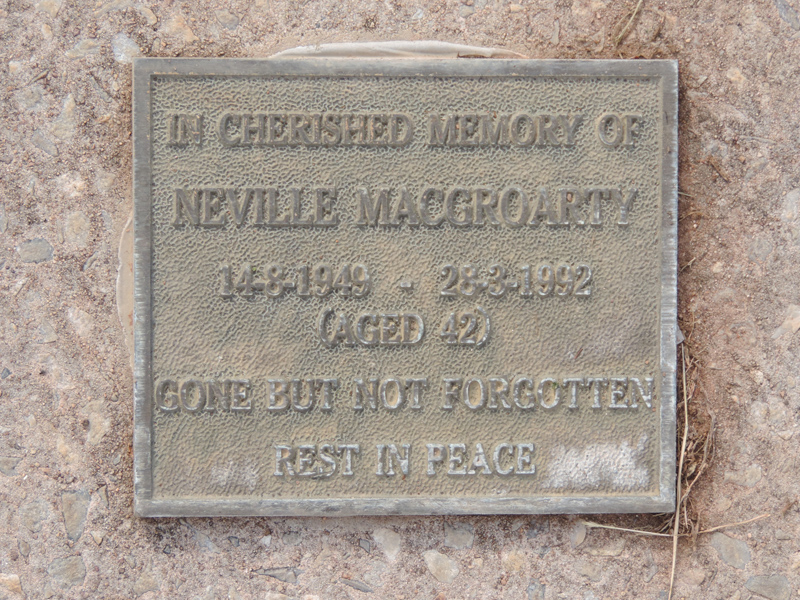 IN CHERISHED MEMORY OF
NEVILLE MACGROARTY
14-8-1949 - 28-3-1992
(AGED 42)
GONE BUT NOT FORGOTTEN
REST IN PEACE